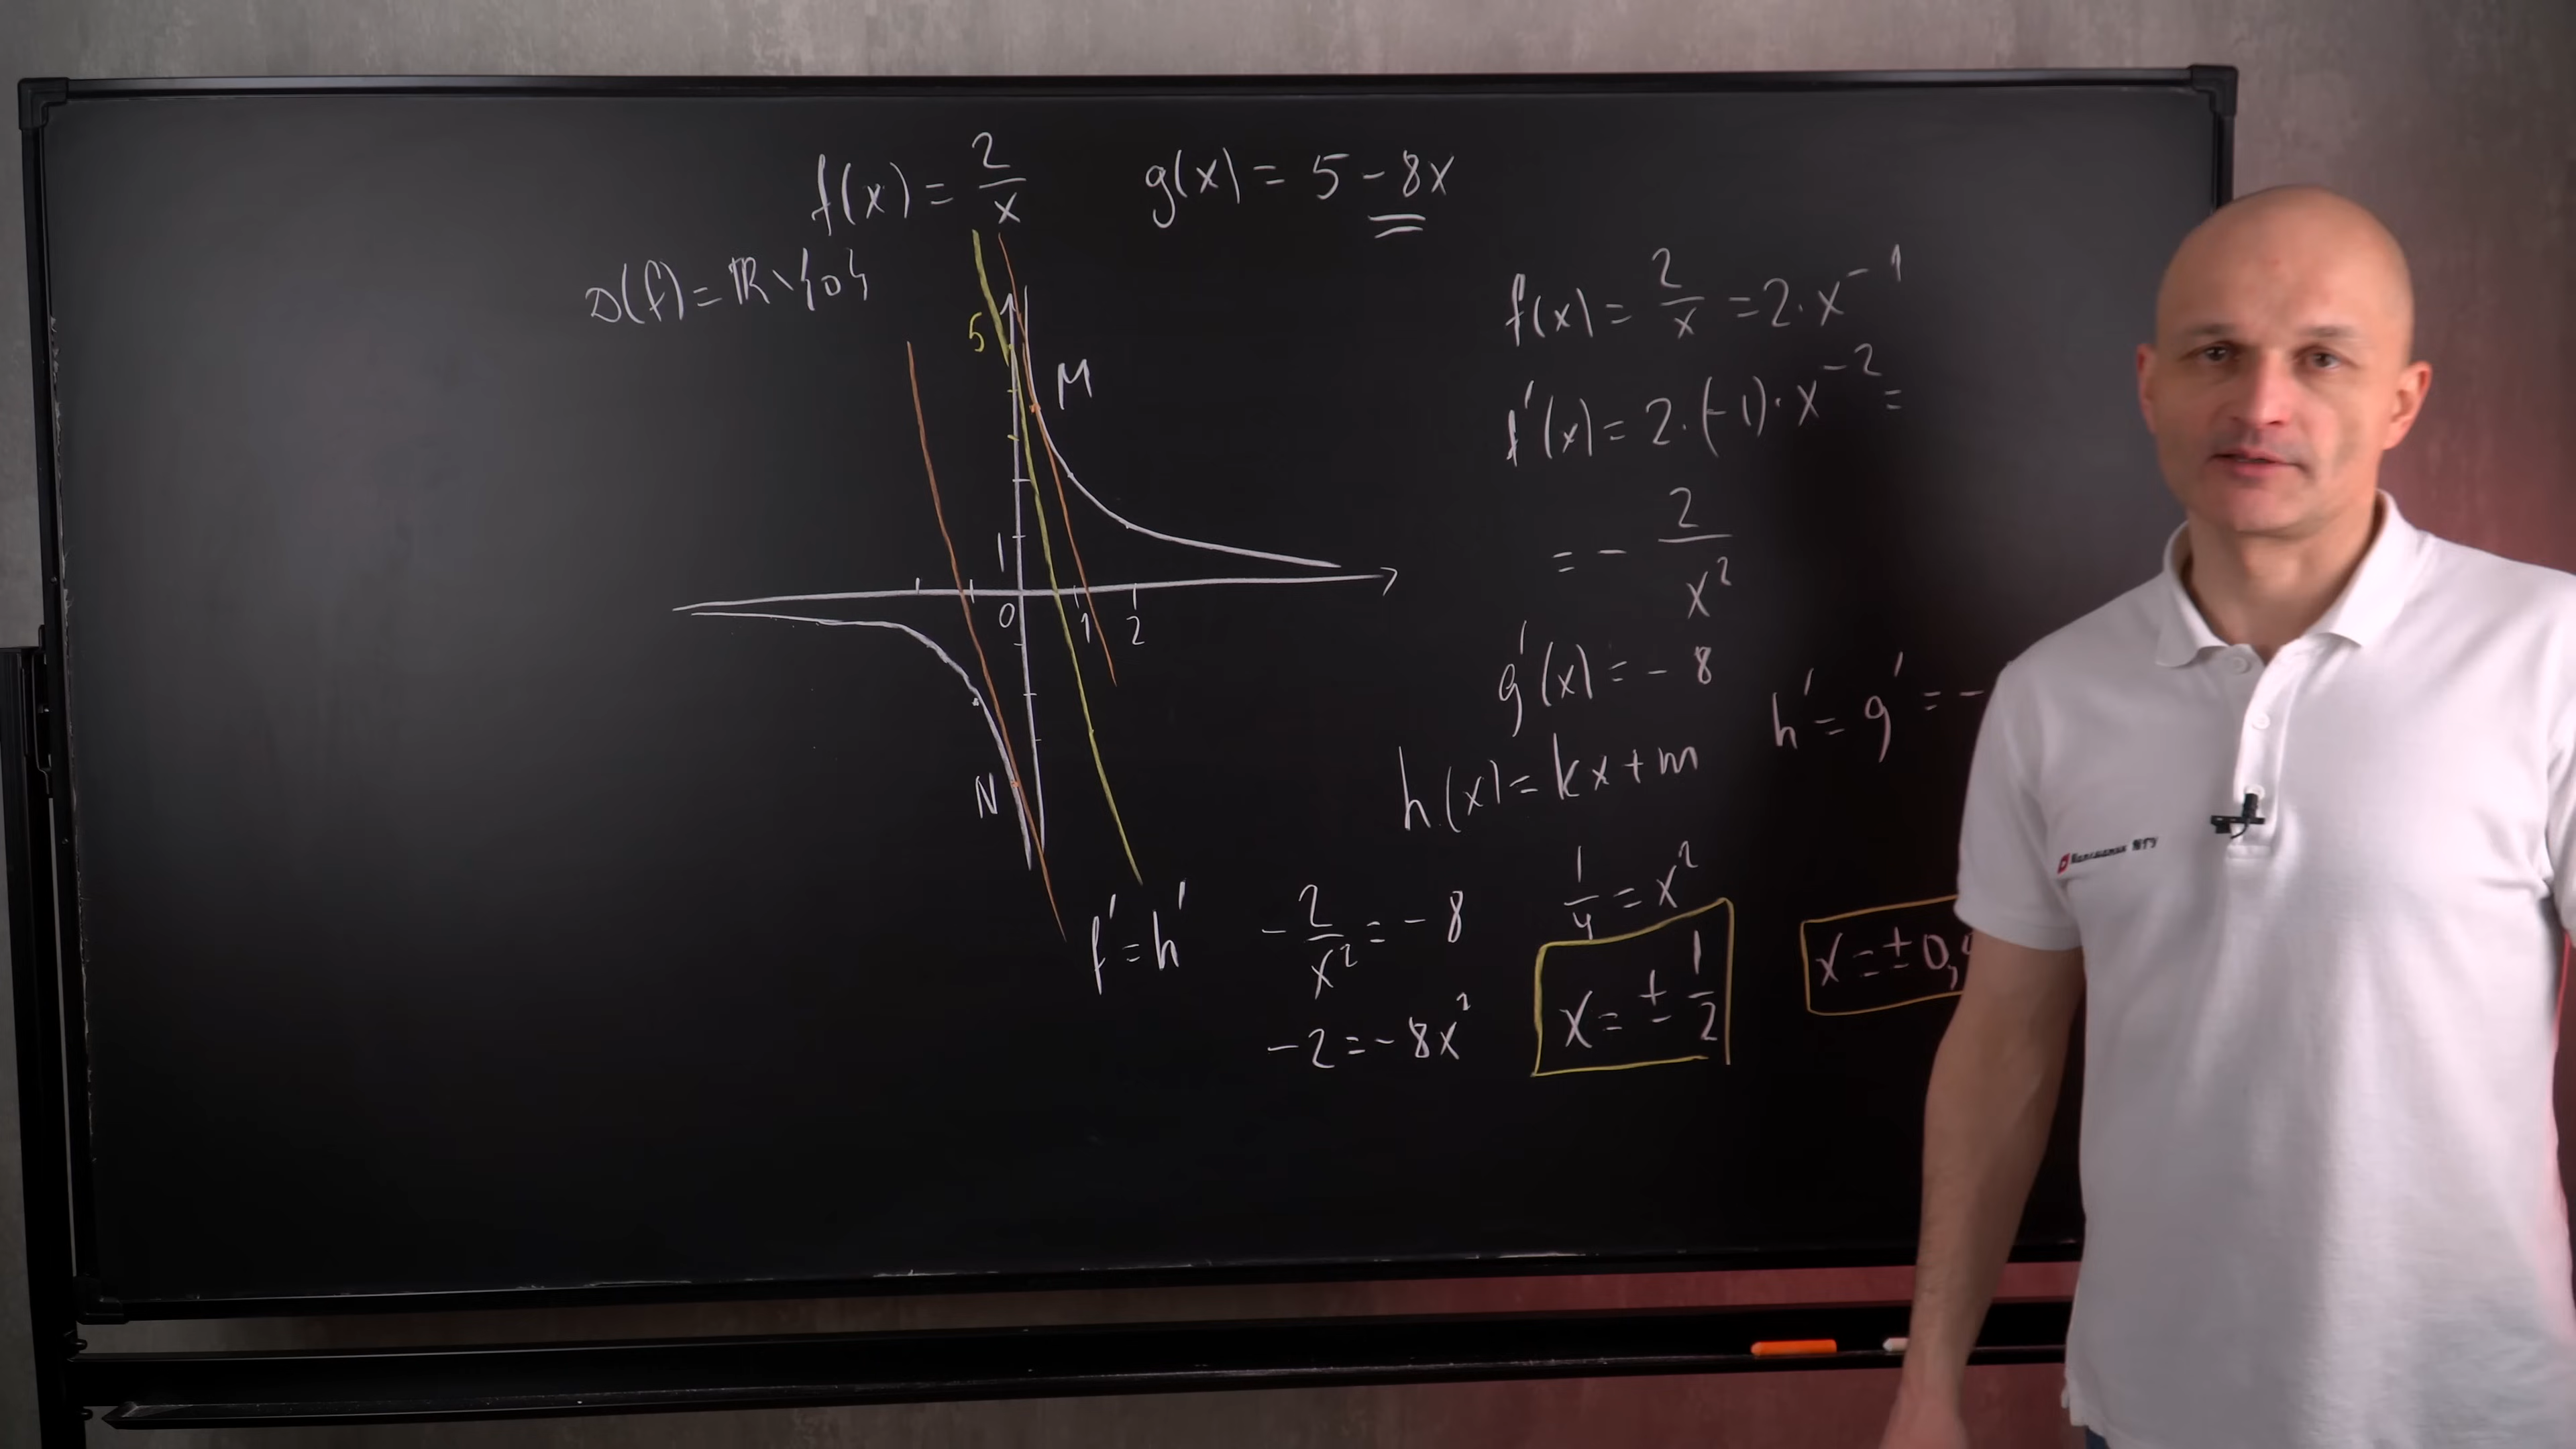 f(x) = 2/x
g(x) = 5 - 8x
D(f) = ℝ \ {0}
5
M
1
0
1
2
N
f(x) = 2/x = 2 · x⁻¹
f'(x) = 2 · (-1) · x⁻² =
= - 2/x²
g'(x) = - 8
h' = g' = -
h(x) = kx + m
f' = h'
- 2/x² = - 8
- 2 = - 8x²
1/4 = x²
x = ± 1/2
x = ± 0,